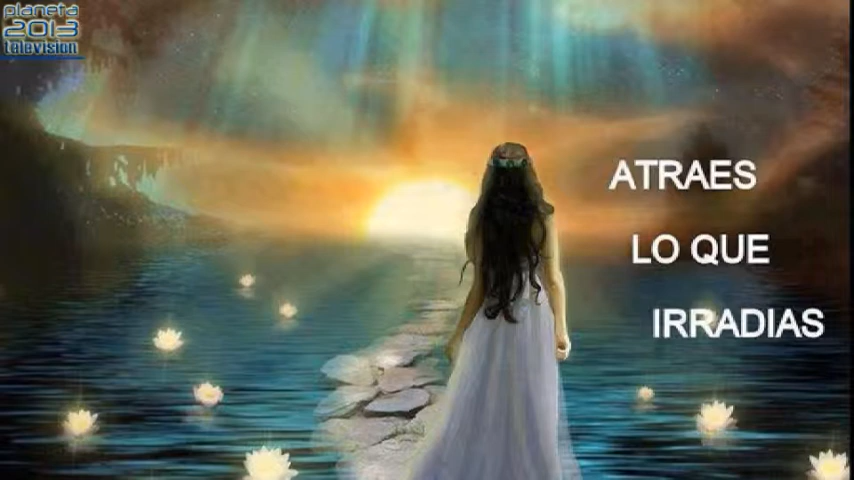 planeta
2013
television
ATRAES
LO QUE
IRRADIAS